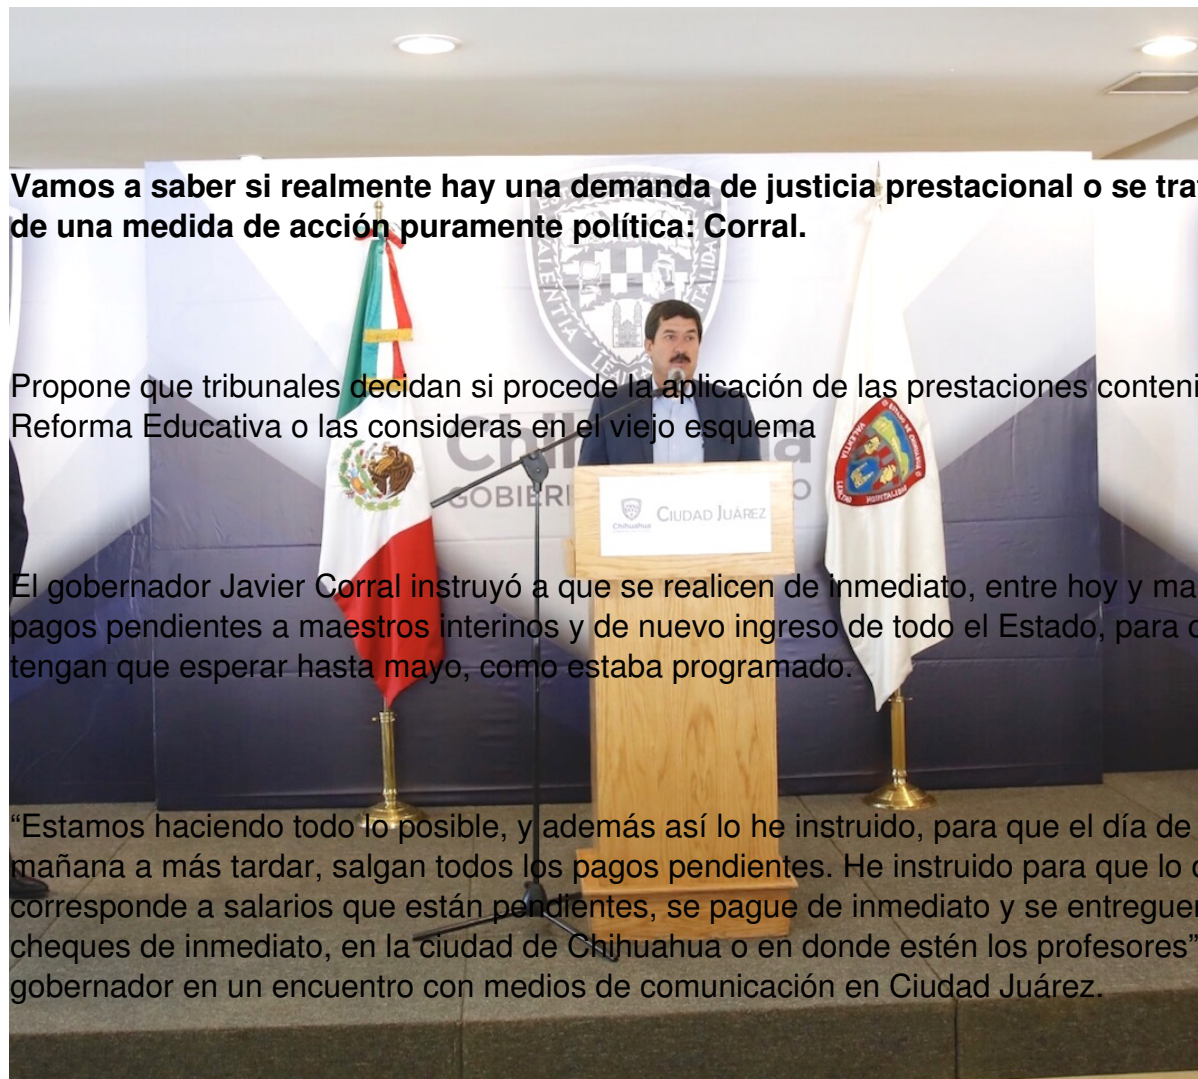 Vamos a saber si realmente hay una demanda de justicia prestacional o se tra
de una medida de acción puramente política: Corral.
Propone que tribunales decidan si procede la aplicación de las prestaciones conteni
Reforma Educativa o las consideras en el viejo esquema
El gobernador Javier Corral instruyó a que se realicen de inmediato, entre hoy y ma
pagos pendientes a maestros interinos y de nuevo ingreso de todo el Estado, para
tengan que esperar hasta mayo, como estaba programado.
“Estamos haciendo todo lo posible, y además así lo he instruido, para que el día de
mañana a más tardar, salgan todos los pagos pendientes. He instruido para que lo
corresponde a salarios que están pendientes, se pague de inmediato y se entreguen
cheques de inmediato, en la ciudad de Chihuahua o en donde estén los profesores”
gobernador en un encuentro con medios de comunicación en Ciudad Juárez.
Chihuahua
CIUDAD JUÁREZ
VALENTIA
LEALTAD
HOSPITALIDAD